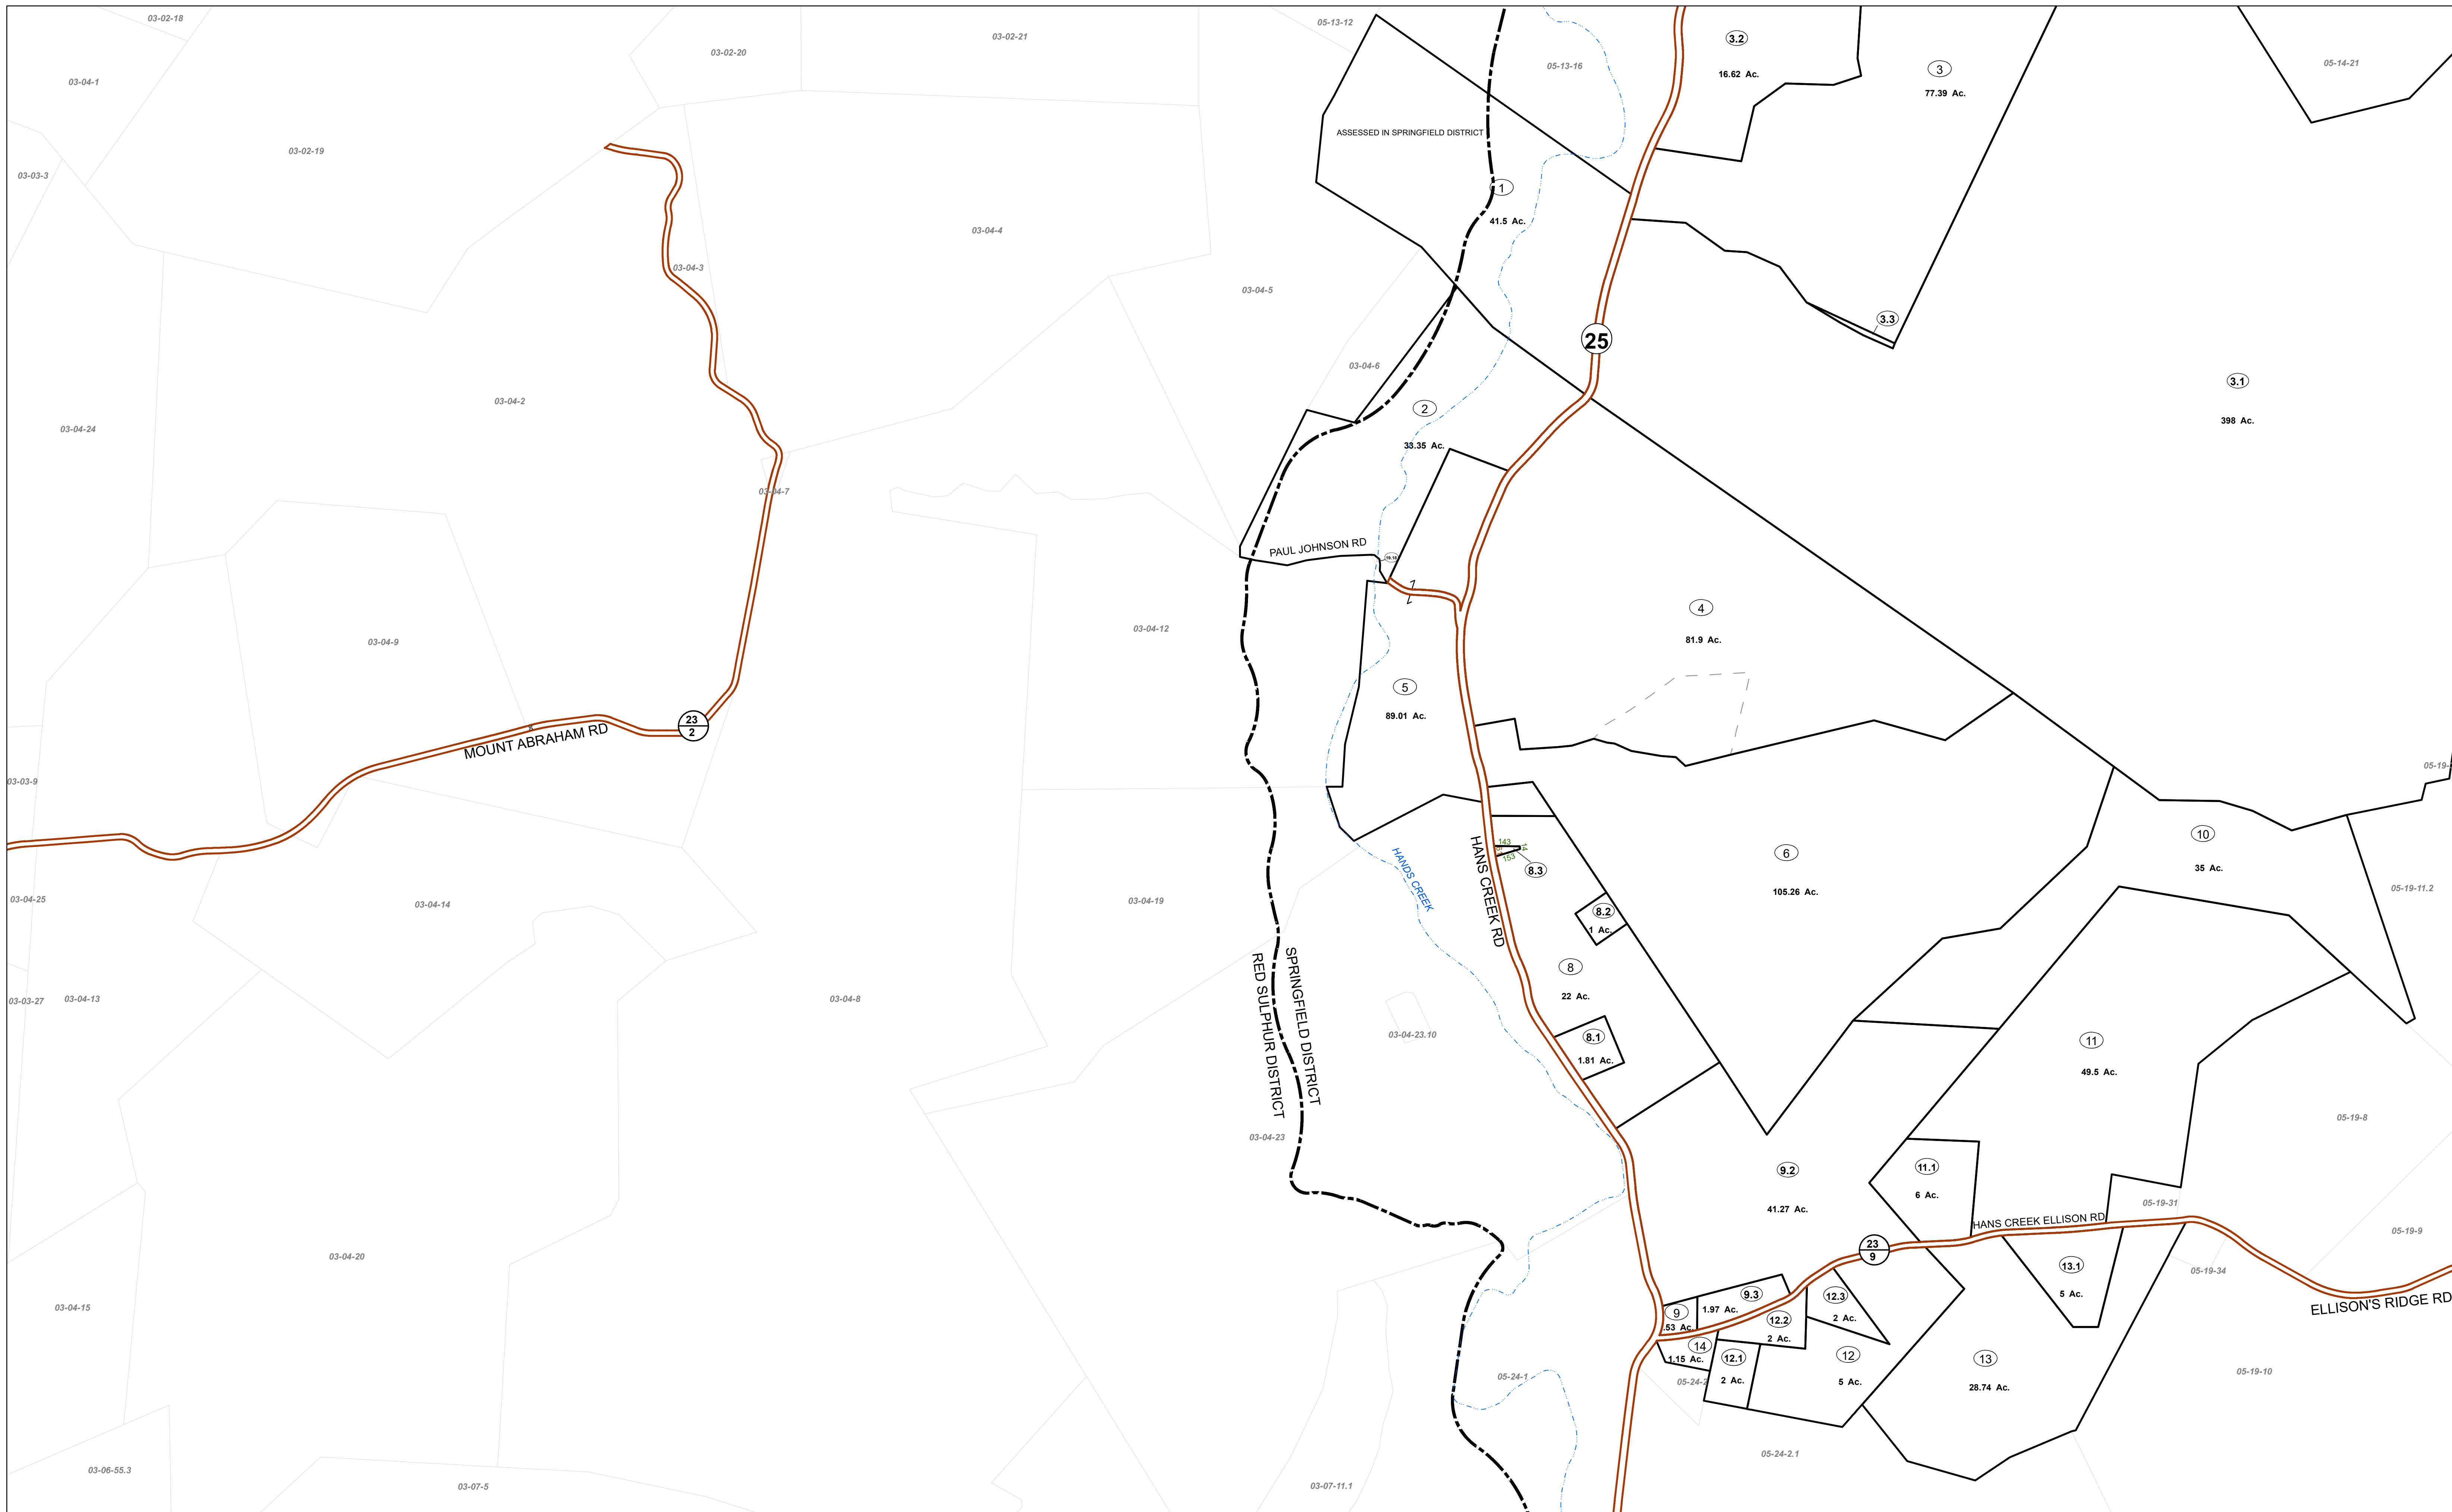 03-02-18
05-13-12
03-02-21
3.2
03-02-20
05-13-16
05-14-21
3
16.62 Ac.
03-04-1
77.39 Ac.
ASSESSED IN SPRINGFIELD DISTRICT
03-02-19
03-03-3
1
41.5 Ac.
03-04-4
03-04-3
03-04-5
3.3
25
03-04-6
3.1
03-04-2
2
398 Ac.
03-04-24
33.35 Ac.
03-04-7
PAUL JOHNSON RD
4
03-04-12
81.9 Ac.
03-04-9
5
89.01 Ac.
23
2
MOUNT ABRAHAM RD
05-19-
03-03-9
10
143
14
153
6
8.3
35 Ac.
HANDS CREEK
HANS CREEK RD
05-19-11.2
105.26 Ac.
03-04-25
03-04-14
03-04-19
8.2
1 Ac.
8
22 Ac.
03-03-27
03-04-13
03-04-8
SPRINGFIELD DISTRICT
RED SULPHUR DISTRICT
03-04-23.10
8.1
1.81 Ac.
11
49.5 Ac.
05-19-8
03-04-23
9.2
11.1
6 Ac.
41.27 Ac.
05-19-31
HANS CREEK ELLISON RD
05-19-9
23
9
03-04-20
13.1
05-19-34
5 Ac.
9.3
12.3
03-04-15
1.97 Ac.
9
.53 Ac.
12.2
2 Ac.
2 Ac.
ELLISON'S RIDGE RD
14
1.15 Ac.
12.1
12
13
2 Ac.
5 Ac.
28.74 Ac.
05-24-1
05-24-2
05-19-10
05-24-2.1
03-06-55.3
03-07-5
03-07-11.1